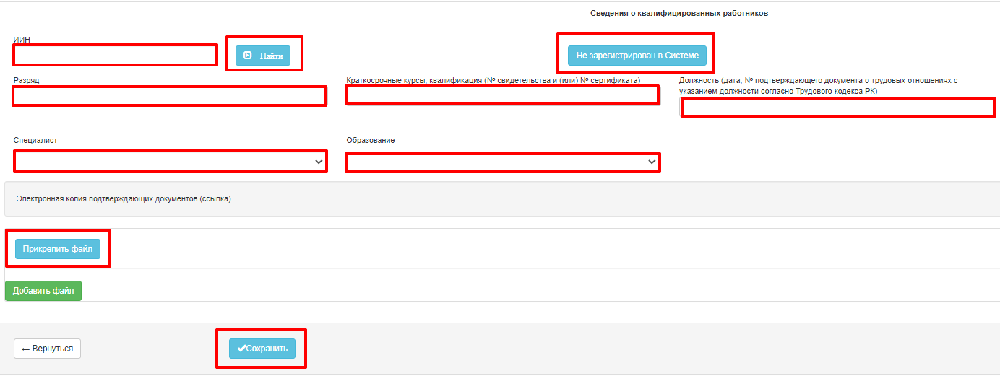 Сведения о квалифицированных работников
ИИН
Найти
Не зарегистрирован в Системе
Разряд
Краткосрочные курсы, квалификация (№ свидетельства и (или) № сертификата)
Должность (дата, № подтверждающего документа о трудовых отношениях с
указанием должности согласно Трудового кодекса РК)
Специалист
Образование
Электронная копия подтверждающих документов (ссылка)
Прикрепить файл
Добавить файл
← Вернуться
✔Сохранить